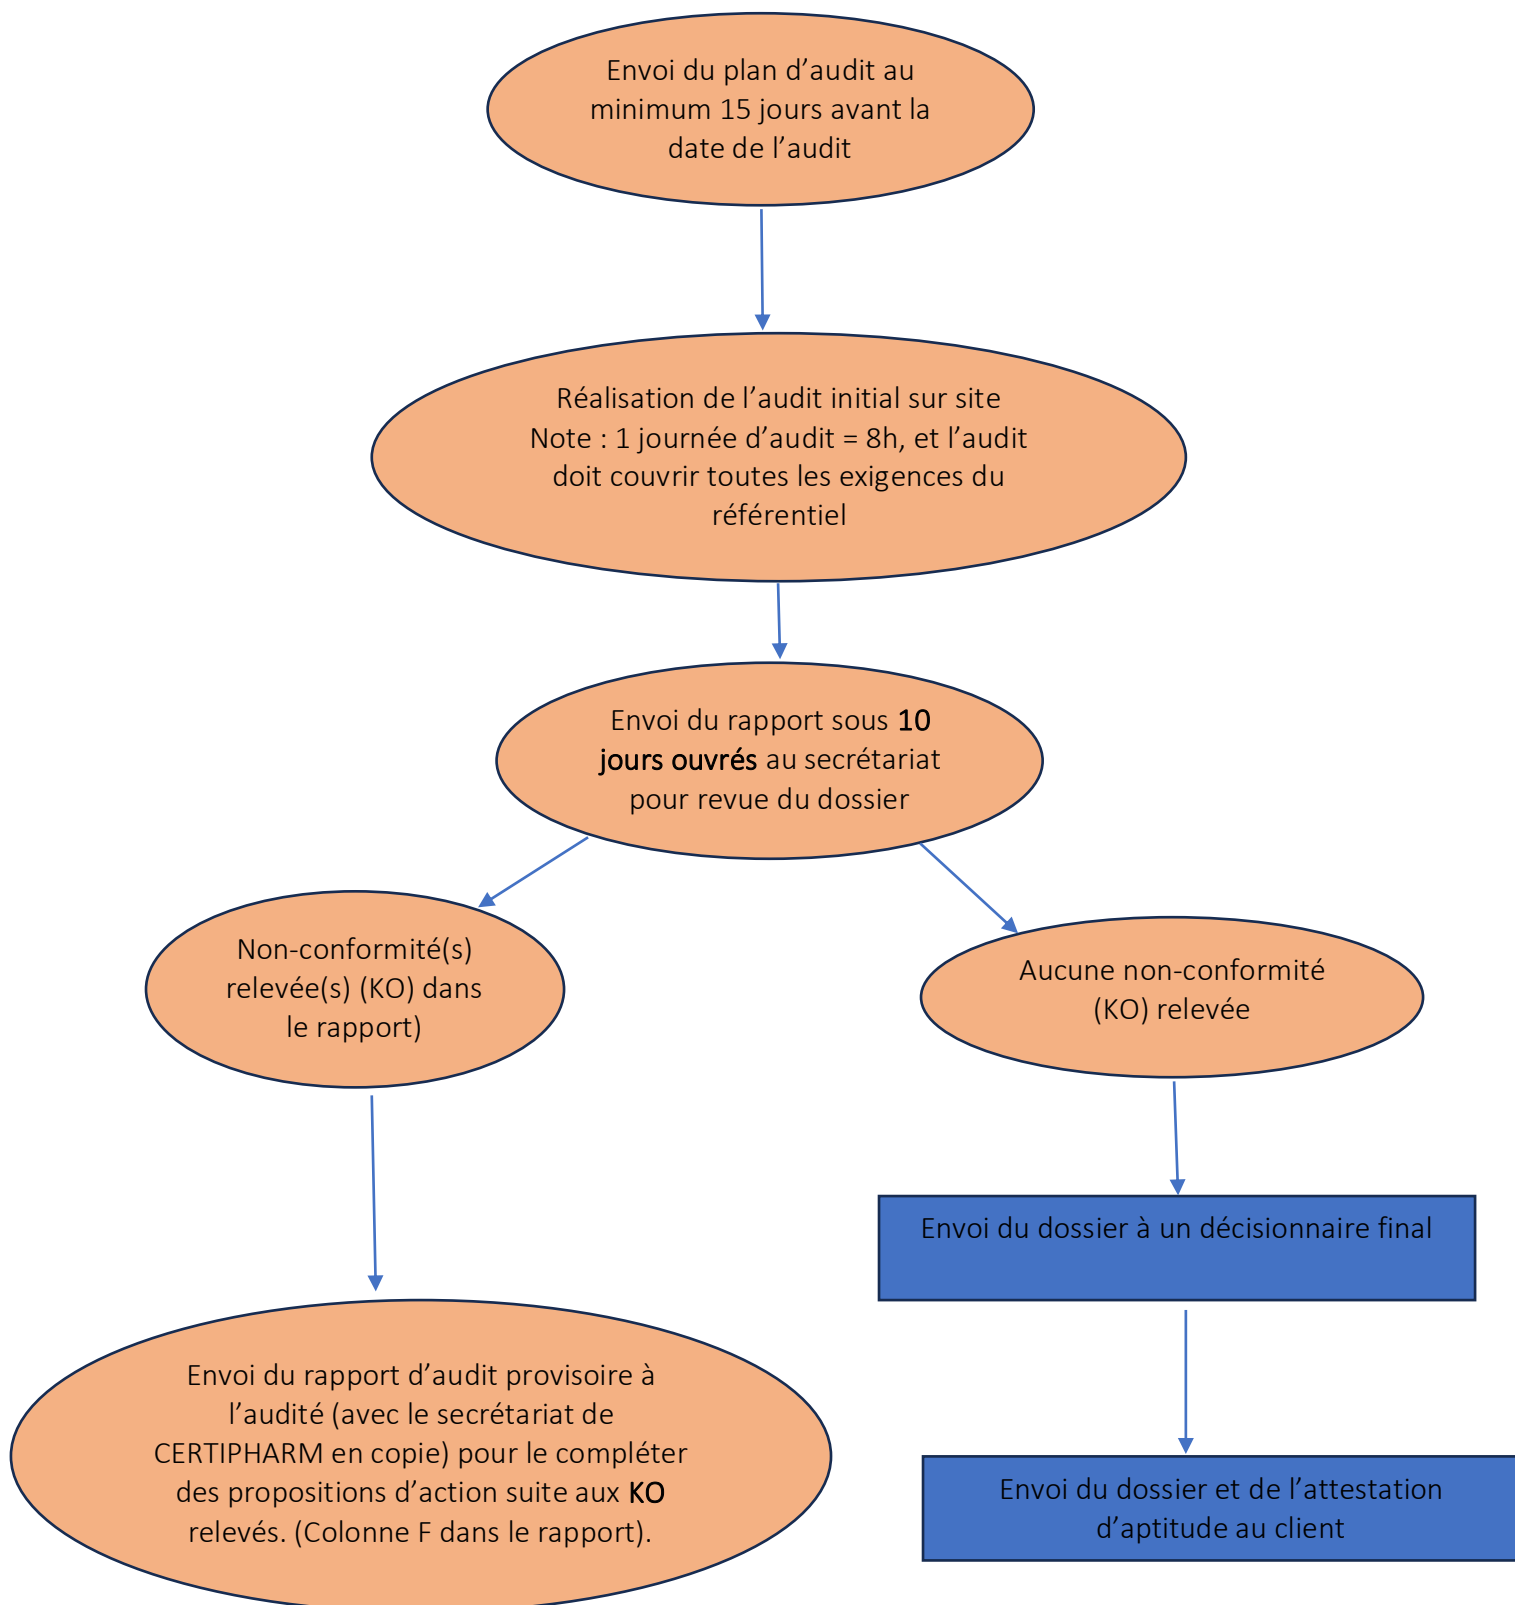 Envoi du plan d’audit au
minimum 15 jours avant la
date de l’audit
Réalisation de l’audit initial sur site
Note : 1 journée d’audit = 8h, et l’audit
doit couvrir toutes les exigences du
référentiel
Envoi du rapport sous 10
jours ouvrés au secrétariat
pour revue du dossier
Non-conformité(s)
relevée(s) (KO) dans
le rapport)
Aucune non-conformité
(KO) relevée
Envoi du dossier à un décisionnaire final
Envoi du rapport d’audit provisoire à
l’audité (avec le secrétariat de
CERTIPHARM en copie) pour le compléter
des propositions d’action suite aux KO
relevés. (Colonne F dans le rapport).
Envoi du dossier et de l’attestation
d’aptitude au client